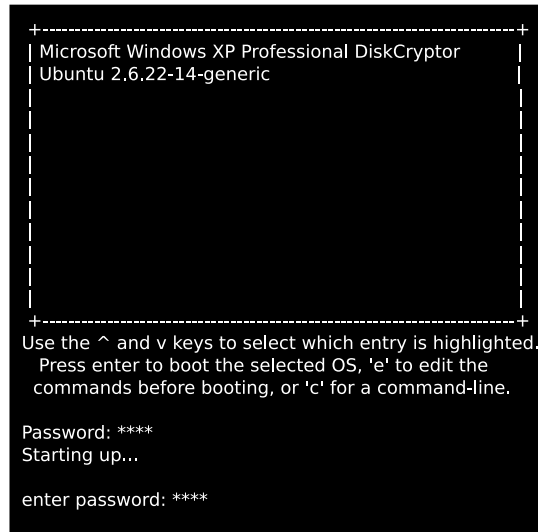 Microsoft Windows XP Professional DiskCryptor
Ubuntu 2.6.22-14-generic
Use the ^ and v keys to select which entry is highlighted.
Press enter to boot the selected OS, 'e' to edit the
commands before booting, or 'c' for a command-line.
Password: ****
Starting up...
enter password: ****